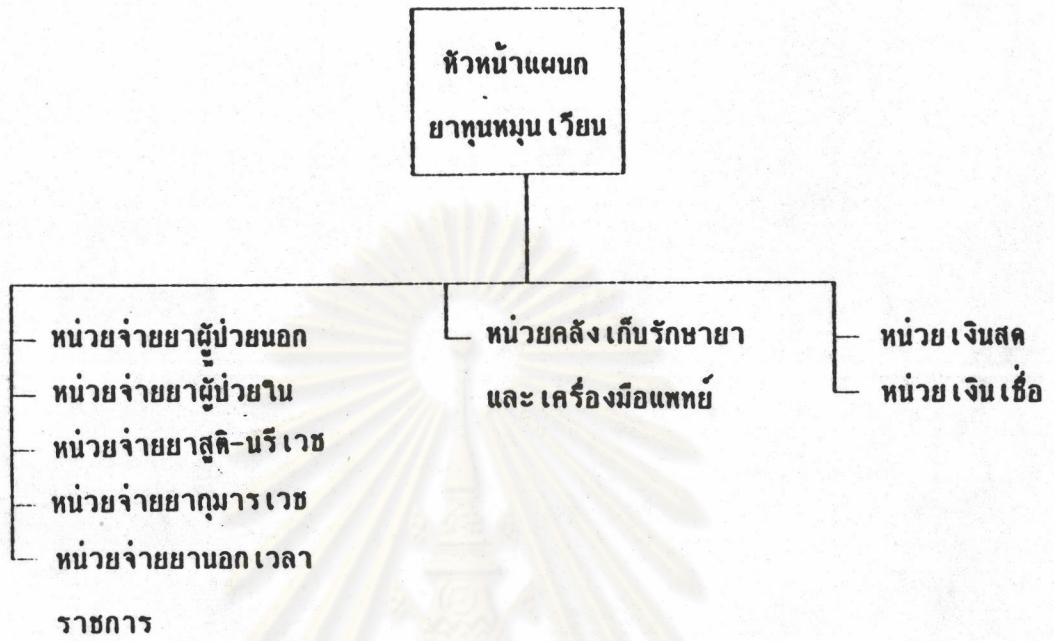 หัวหน้าแผนก
ยาทุนหมุนเวียน
หน่วยจ่ายยาผู้ป่วยนอก
หน่วยจ่ายยาผู้ป่วยใน
หน่วยจ่ายยาสูติ-นรีเวช
หน่วยจ่ายยากุมารเวช
หน่วยจ่ายยานอกเวลา
ราชการ
หน่วยคลังเก็บรักษายา
และเครื่องมือแพทย์
หน่วยเงินสด
หน่วยเงินเชื่อ